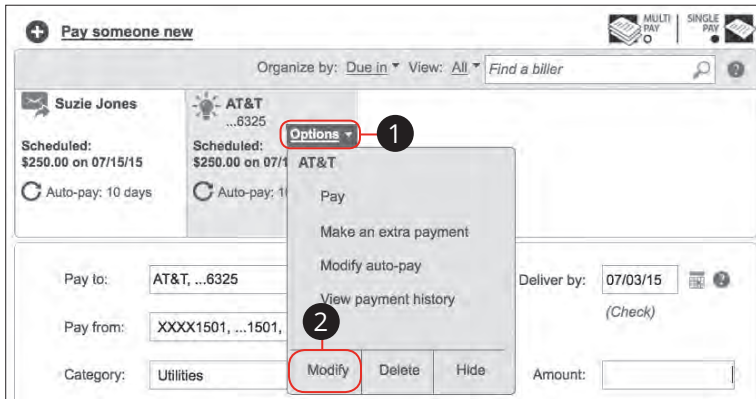 Pay someone new
MULTI PAY
SINGLE PAY
Organize by: Due in View: All Find a biller ?
Suzie Jones
Scheduled:
$250.00 on 07/15/15
Auto-pay: 10 days
AT&T
...6325
Scheduled:
$250.00 on 07/1
Auto-pay: 1
Options 1
AT&T
Pay
Make an extra payment
Modify auto-pay
View payment history
2
Modify Delete Hide
Pay to: AT&T, ...6325
Pay from: XXXX1501, ...1501,
Category: Utilities
Deliver by: 07/03/15 ?
(Check)
Amount: